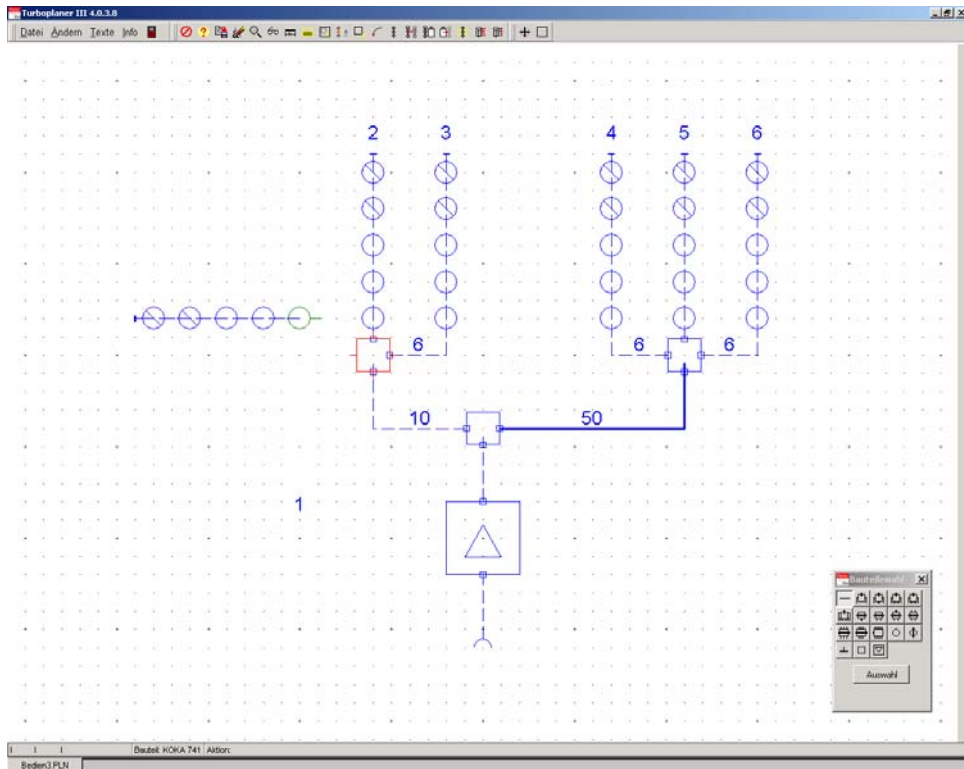 Turboplaner III 4.0.3.8
Datei Ändern Texte Info
2 3 4 5 6
6 6 6
10 50
1
Bauteilewahl
Auswahl
Bauteil: KOKA 741 Aktion:
Bedien3.PLN